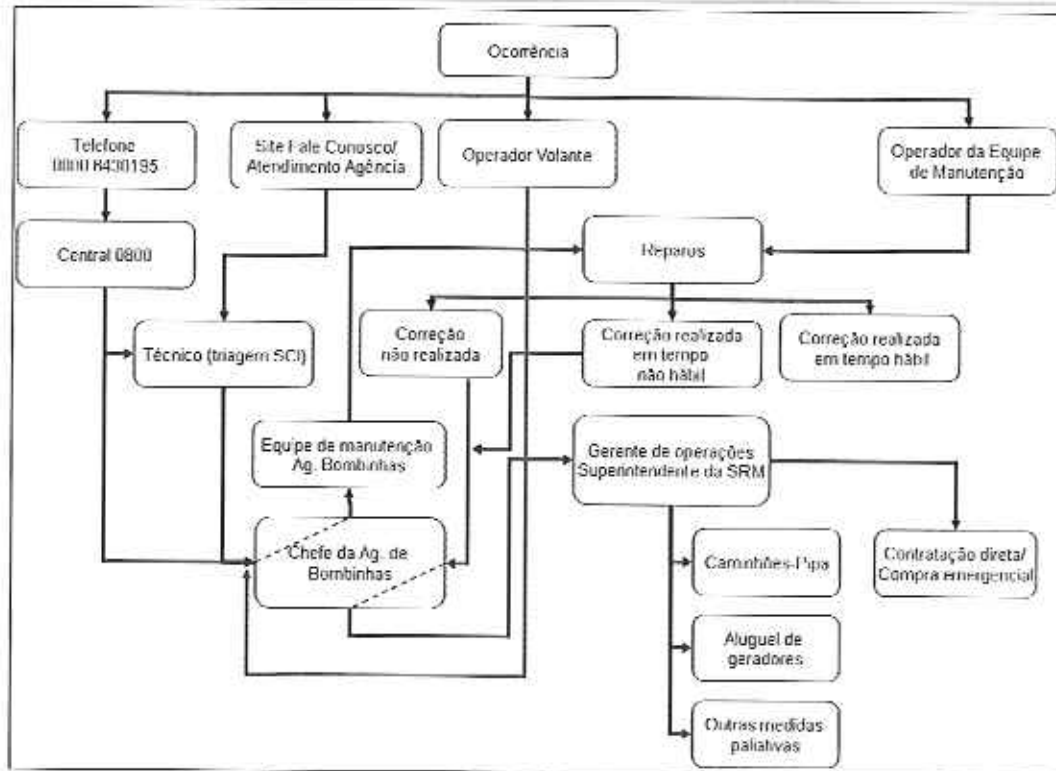 Ocorrência
Telefone
0800 6430195
Site Fale Conosco/
Atendimento Agência
Operador Volante
Operador da Equipe
de Manutenção
Central 0800
Reparos
Técnico (triagem SCI)
Correção
não realizada
Correção realizada
em tempo
não hábil
Correção realizada
em tempo hábil
Equipe de manutenção
Ag. Bombinhas
Gerente de operações
Superintendente da SRM
Chefe da Ag. de
Bombinhas
Caminhões-Pipa
Contratação direta/
Compra emergencial
Aluguel de
geradores
Outras medidas
paliativas